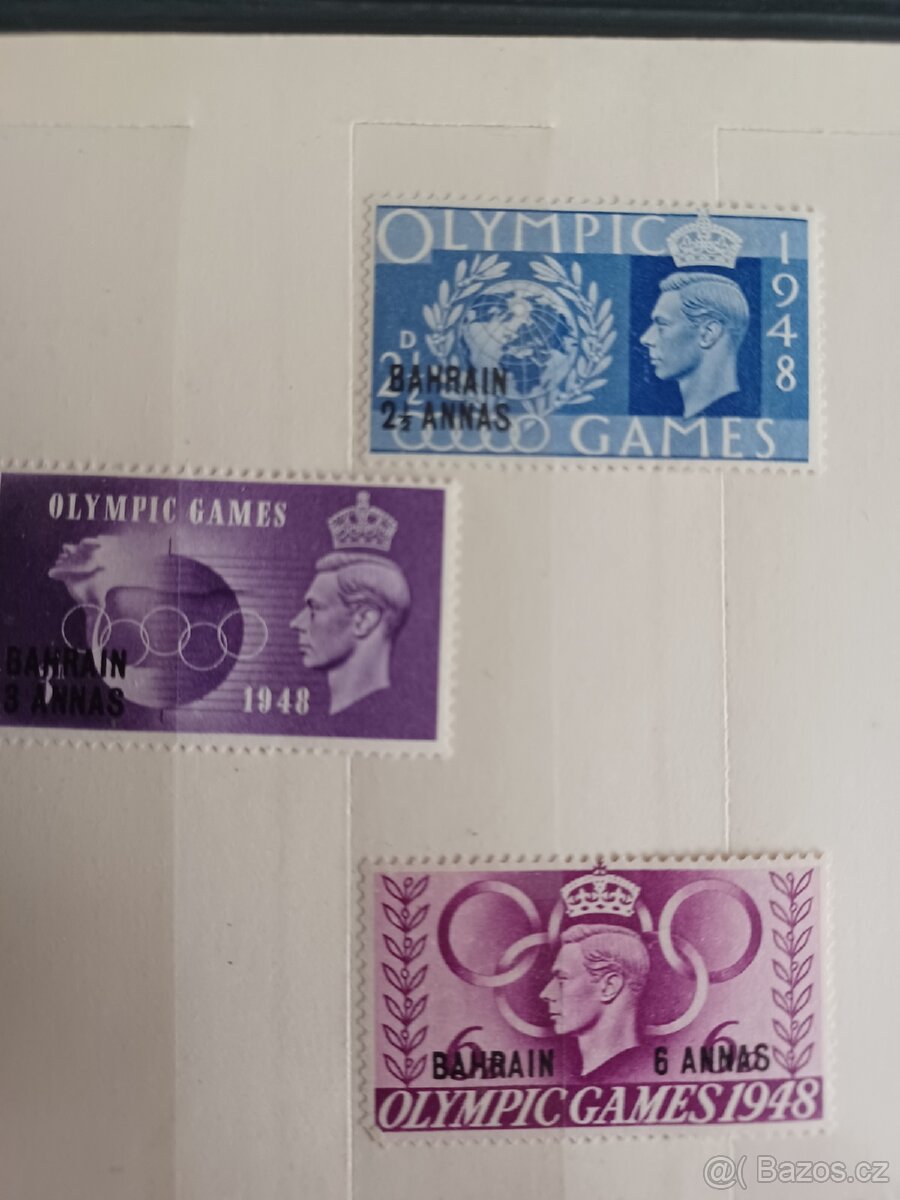 OLYMPIC
1948
D
2½
BAHRAIN
2½ ANNAS
GAMES
OLYMPIC GAMES
BAHRAIN
3 ANNAS
1948
6 6
BAHRAIN 6 ANNAS
OLYMPIC GAMES 1948
@( Bazos.cz